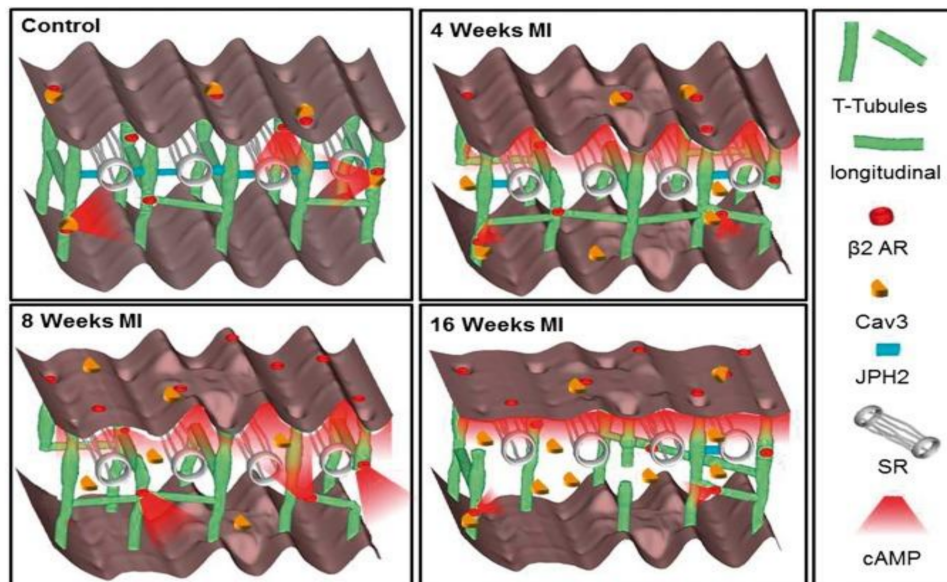 Control
4 Weeks MI
8 Weeks MI
16 Weeks MI
T-Tubules
longitudinal
β2 AR
Cav3
JPH2
SR
cAMP